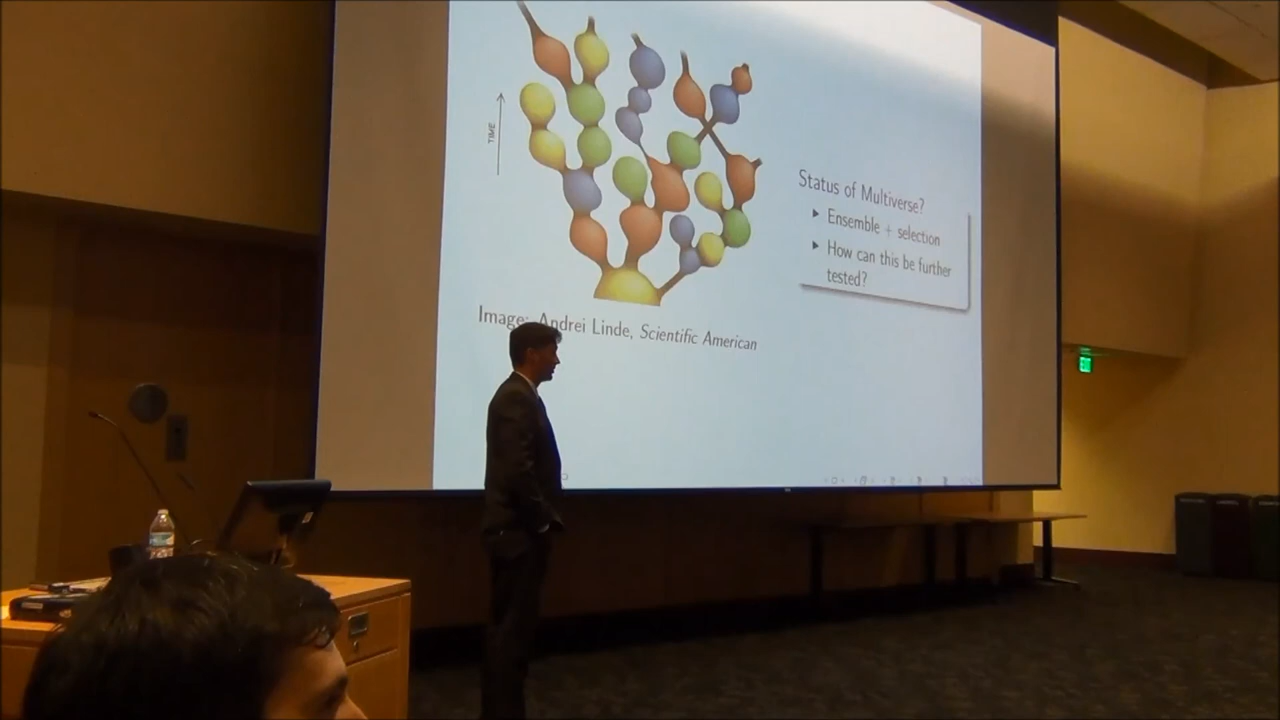 TIME
Status of Multiverse?
Ensemble + selection
How can this be further
tested?
Image: Andrei Linde, Scientific American